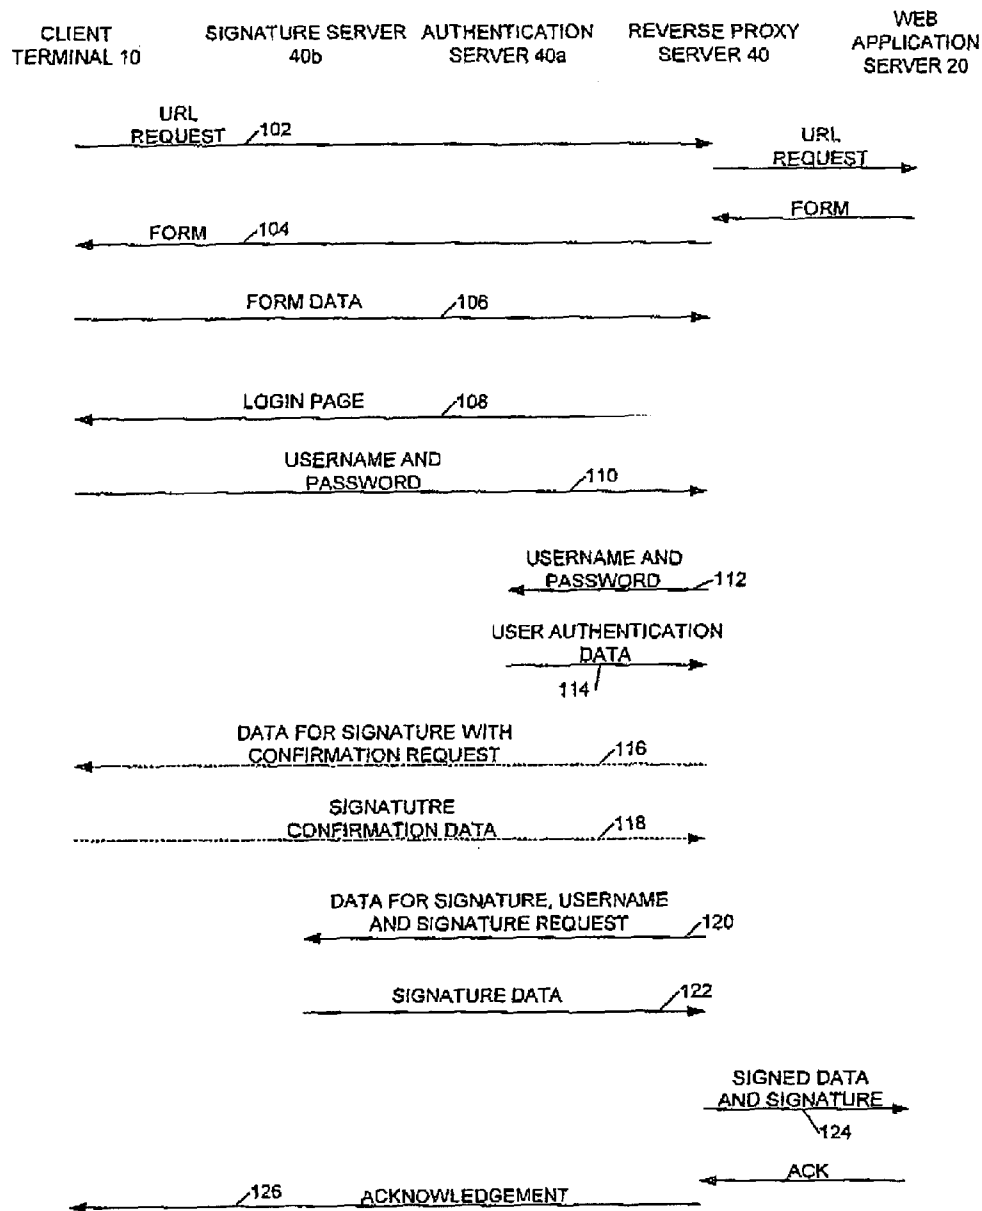 CLIENT
TERMINAL 10
SIGNATURE SERVER
40b
AUTHENTICATION
SERVER 40a
REVERSE PROXY
SERVER 40
WEB
APPLICATION
SERVER 20
URL
REQUEST
102
URL
REQUEST
FORM
FORM
104
FORM DATA
106
LOGIN PAGE
108
USERNAME AND
PASSWORD
110
USERNAME AND
PASSWORD
112
USER AUTHENTICATION
DATA
114
DATA FOR SIGNATURE WITH
CONFIRMATION REQUEST
116
SIGNATUTRE
CONFIRMATION DATA
118
DATA FOR SIGNATURE, USERNAME
AND SIGNATURE REQUEST
120
SIGNATURE DATA
122
SIGNED DATA
AND SIGNATURE
124
ACK
126
ACKNOWLEDGEMENT